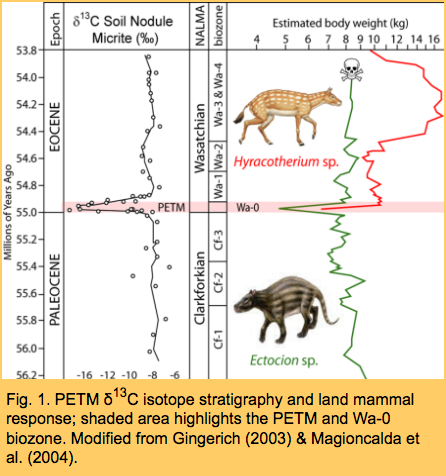 Epoch
δ13C Soil Nodule
Micrite (‰)
NALMA
biozone
Estimated body weight (kg)
4 5 6 7 8 9 10 12 14 16
53.8
54.0
54.2
54.4
54.6
54.8
55.0
55.2
55.4
55.6
55.8
56.0
56.2
Millions of Years Ago
EOCENE
PALEOCENE
PETM
-16 -12 -10 -8 -6
Wasatchian
Clarkforkian
Wa-3 & Wa-4
Wa-2
Wa-1
Wa-0
Cf-3
Cf-2
Cf-1
Hyracotherium sp.
Ectocion sp.
Fig. 1. PETM δ13C isotope stratigraphy and land mammal
response; shaded area highlights the PETM and Wa-0
biozone. Modified from Gingerich (2003) & Magioncalda et
al. (2004).